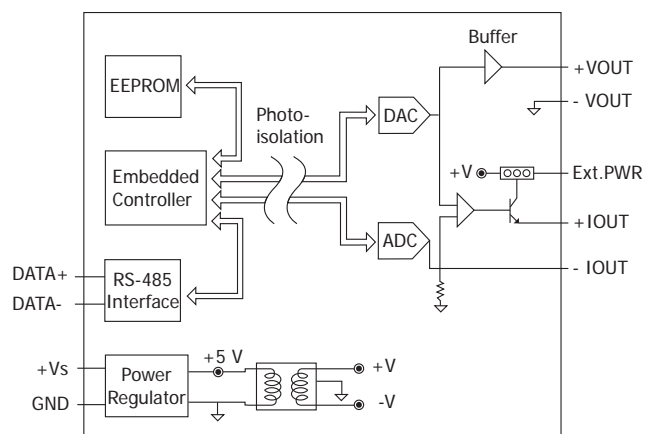 Buffer
EEPROM
+VOUT
- VOUT
Photo-
isolation
DAC
Embedded
Controller
+V
Ext.PWR
+IOUT
ADC
- IOUT
DATA+
DATA-
RS-485
Interface
+Vs
GND
Power
Regulator
+5 V
+V
-V